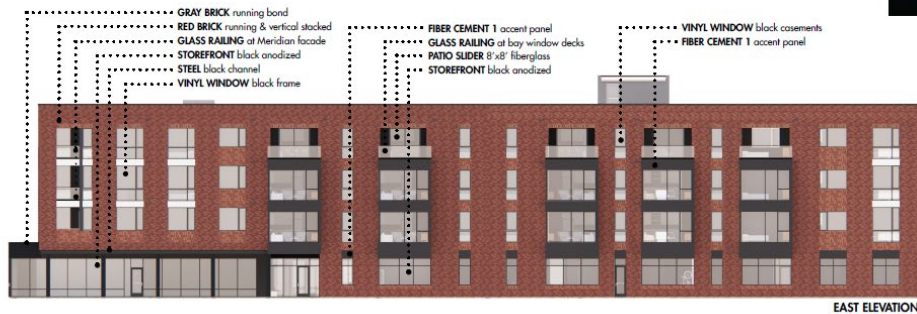 GRAY BRICK running bond
RED BRICK running & vertical stacked
GLASS RAILING at Meridian facade
STOREFRONT black anodized
STEEL black channel
VINYL WINDOW black frame
FIBER CEMENT 1 accent panel
GLASS RAILING at bay window decks
PATIO SLIDER 8'x8' fiberglass
STOREFRONT black anodized
VINYL WINDOW black casements
FIBER CEMENT 1 accent panel
EAST ELEVATION